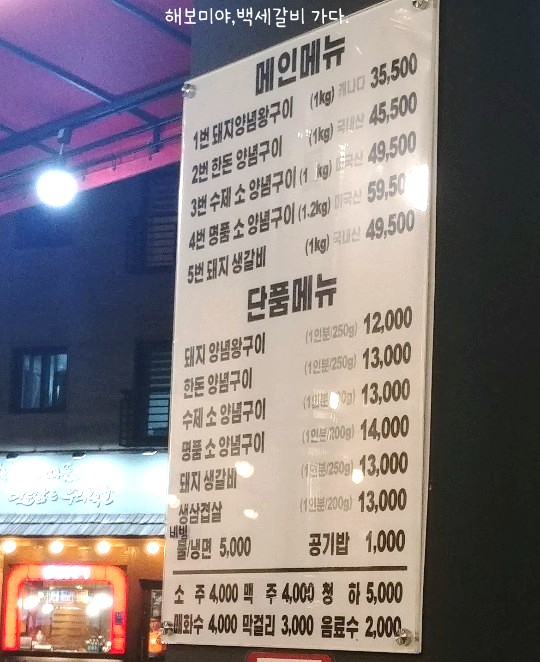 해보미야,백세갈비 가다.
메인메뉴
1번 돼지양념왕구이 (1kg) 캐나다 35,500
2번 한돈 양념구이 (1kg) 국내산 45,500
3번 수제 소 양념구이 49,500
4번 명품 소 양념구이 (1.2kg) 미국산 59,500
5번 돼지 생갈비 (1kg) 국내산 49,500
단품메뉴
돼지 양념왕구이 (1인분/250g) 12,000
한돈 양념구이 (1인분/250g) 13,000
수제 소 양념구이 13,000
명품 소 양념구이 (1인분/200g) 14,000
돼지 생갈비 (1인분/250g) 13,000
생삼겹살 (1인분/200g) 13,000
물/냉면 5,000 공기밥 1,000
소 주 4,000 맥 주 4,000 청 하 5,000
매화수 4,000 막걸리 3,000 음료수 2,000